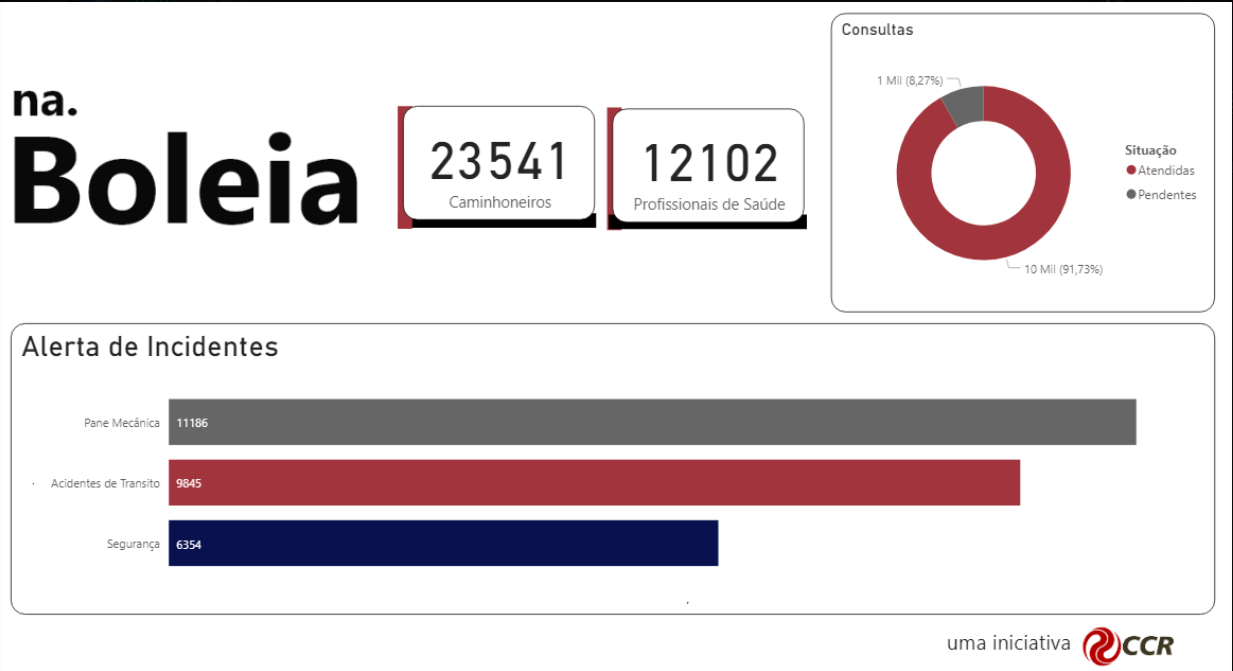 na.
Boleia
23541
Caminhoneiros
12102
Profissionais de Saúde
Consultas
1 Mil (8,27%)
10 Mil (91,73%)
Situação
Atendidas
Pendentes
Alerta de Incidentes
Pane Mecânica 11186
Acidentes de Transito 9845
Segurança 6354
uma iniciativa CCR